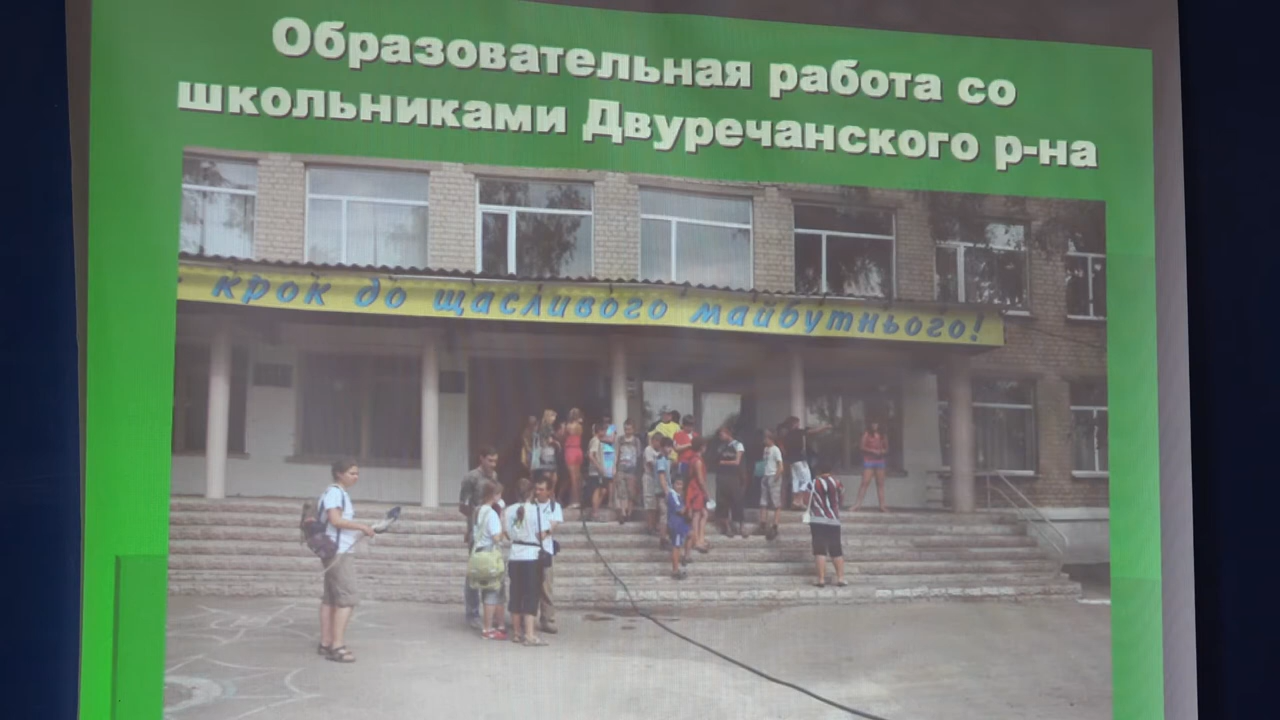 Образовательная работа со
школьниками Двуречанского р-на
крок до щасливого майбутнього!